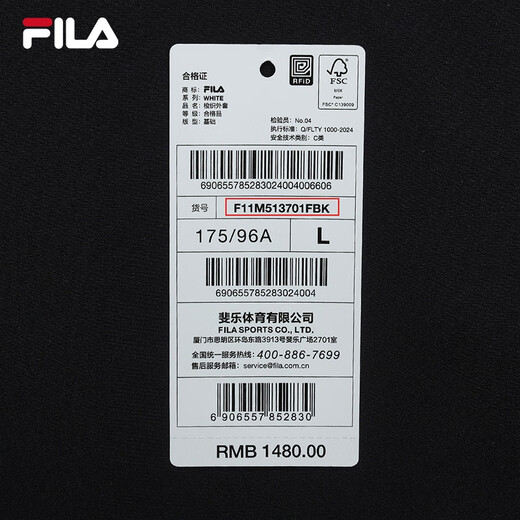 FILA
合格证
商 标：FILA
系 列：WHITE
品 名：梭织外套
等 级：合格品
版 型：基础
RFID
FSC
MIX
Paper
FSC® C139009
检验员：No.04
执行标准：Q/FLTY 1000-2024
安全技术类别：C类
690655785283024004006606
货号
F11M513701FBK
175/96A
L
690655785283024004
斐乐体育有限公司
FILA SPORTS CO., LTD.
厦门市思明区环岛东路3913号斐乐广场2701室
全国统一服务热线：400-886-7699
售后服务邮箱：service@fila.com.cn
6 906557 852830
RMB 1480.00